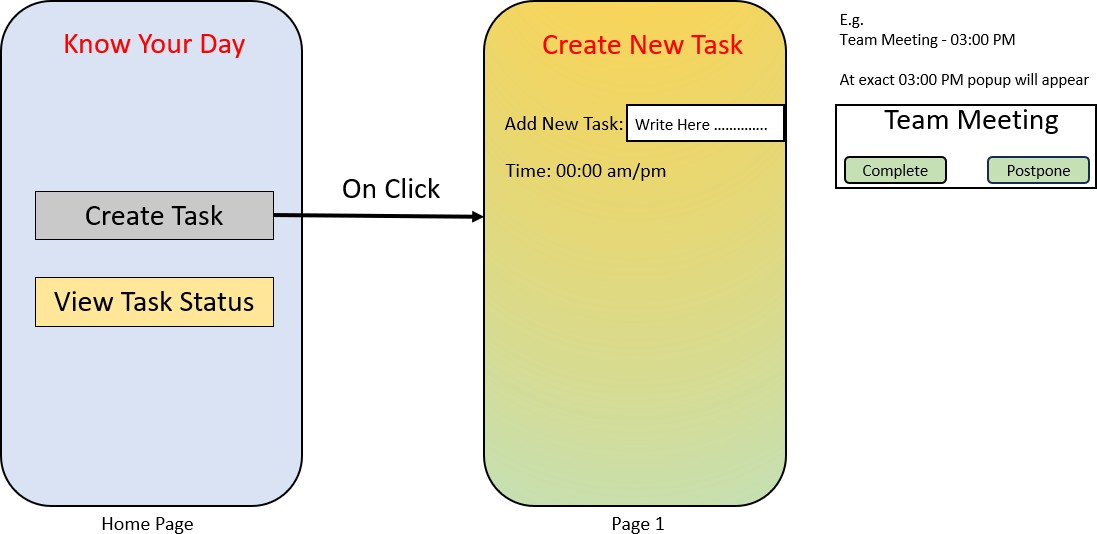 Know Your Day
Create Task
View Task Status
Home Page
On Click
Create New Task
Add New Task: Write Here ..............
Time: 00:00 am/pm
Page 1
E.g.
Team Meeting - 03:00 PM
At exact 03:00 PM popup will appear
Team Meeting
Complete
Postpone